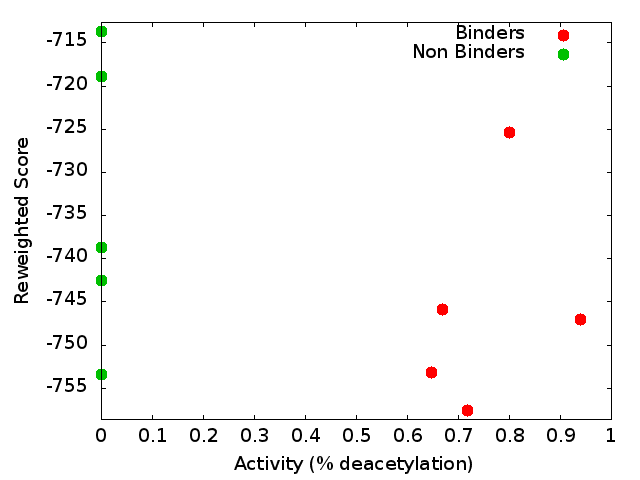 Binders
Non Binders
Reweighted Score
-715
-720
-725
-730
-735
-740
-745
-750
-755
0 0.1 0.2 0.3 0.4 0.5 0.6 0.7 0.8 0.9 1
Activity (% deacetylation)